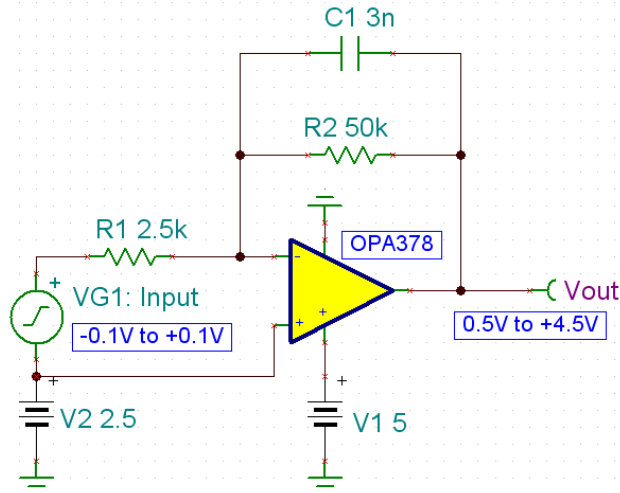 C1 3n
R2 50k
R1 2.5k
OPA378
-
+
+
+
VG1: Input
-0.1V to +0.1V
Vout
0.5V to +4.5V
+
V2 2.5
+
V1 5